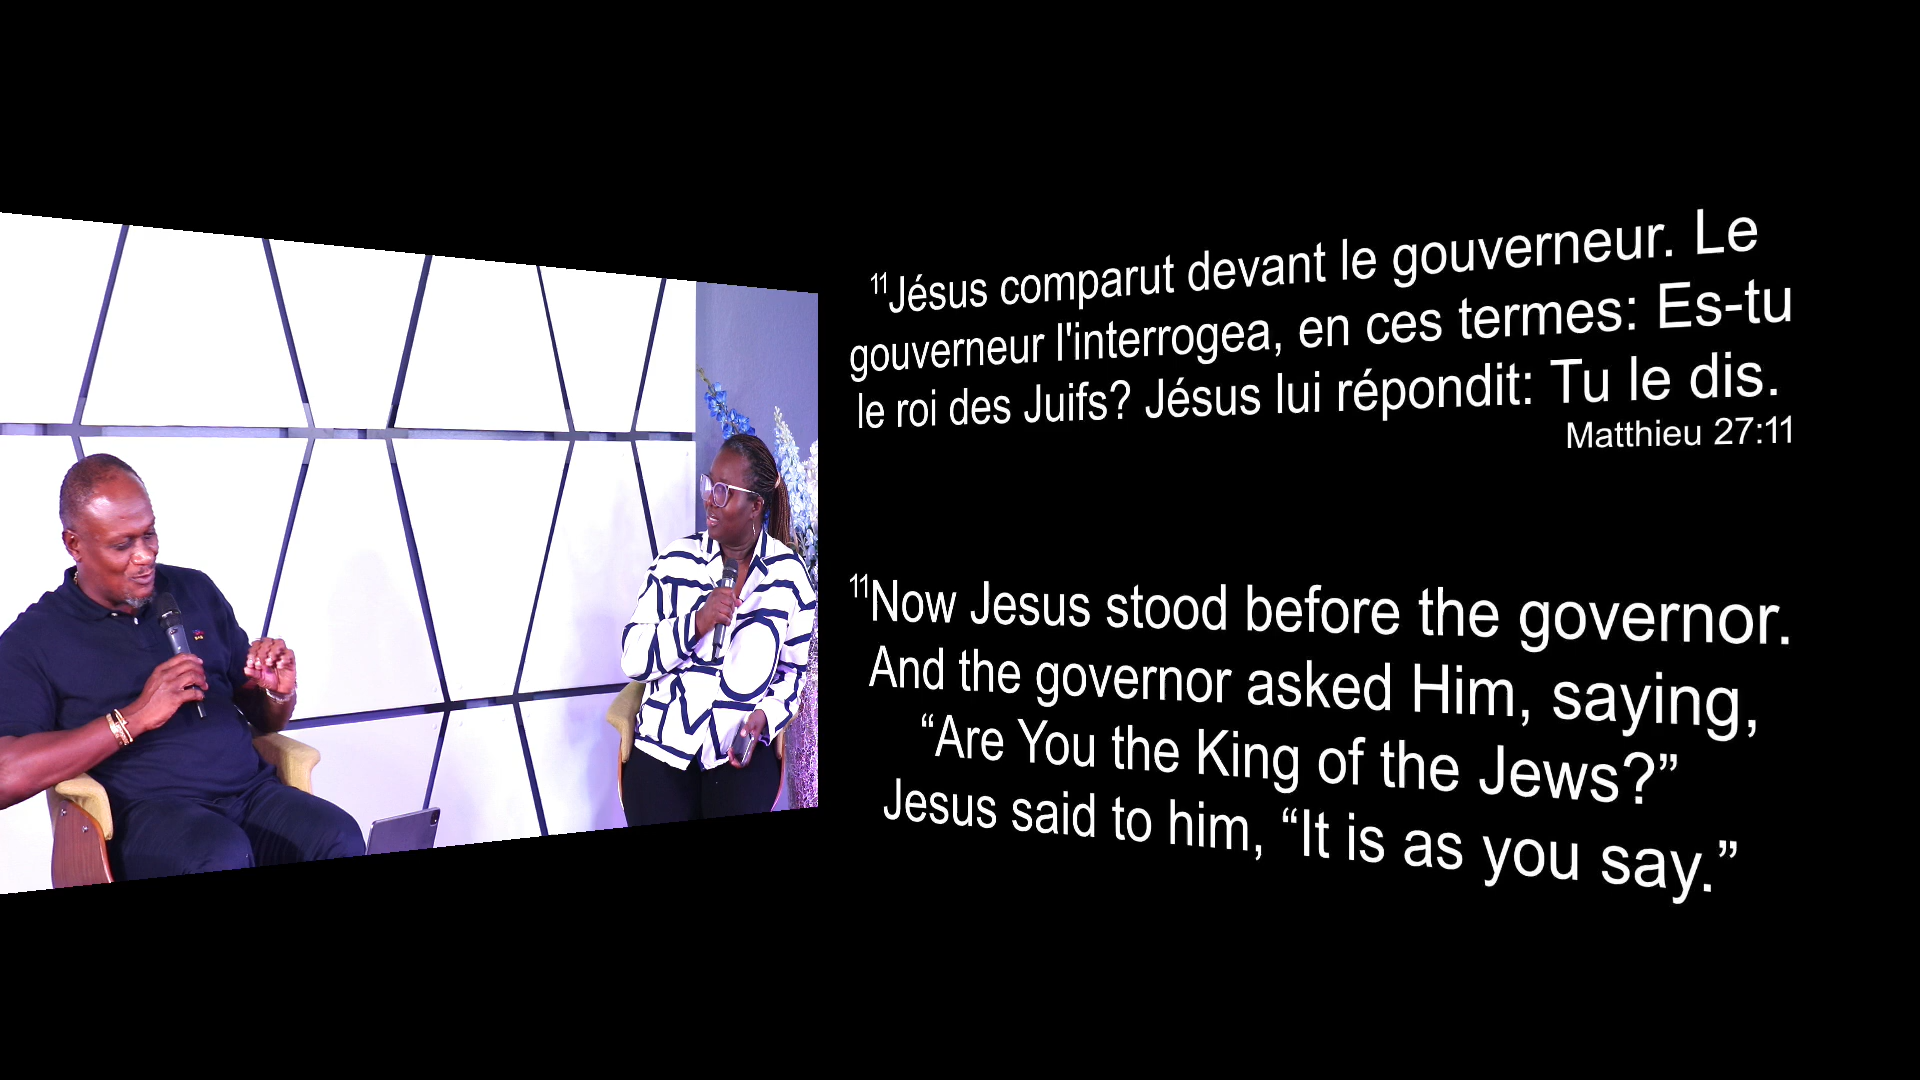 ¹¹Jésus comparut devant le gouverneur. Le
gouverneur l'interrogea, en ces termes: Es-tu
le roi des Juifs? Jésus lui répondit: Tu le dis.
Matthieu 27:11
¹¹Now Jesus stood before the governor.
And the governor asked Him, saying,
“Are You the King of the Jews?”
Jesus said to him, “It is as you say.”